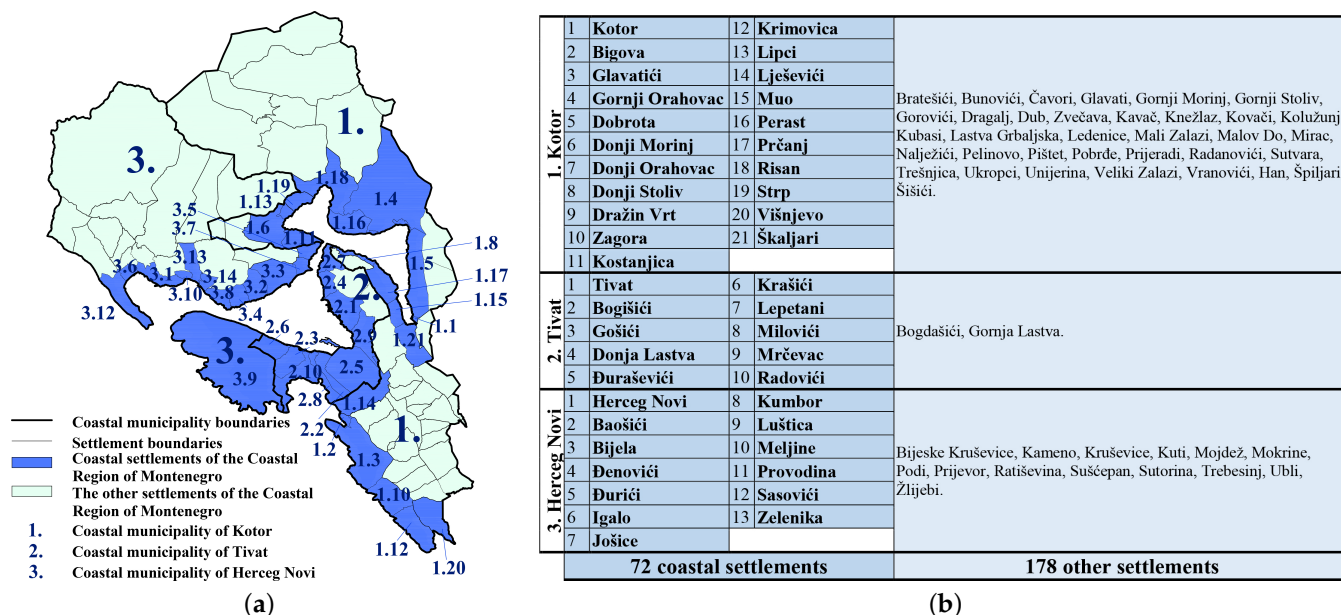 1.
3.
1.18
1.19
1.13
1.4
3.5
1.16
1.6
3.7
1.11
1.8
3.13
1.5
3.6
3.1
3.14
3.3
2.4
2.
1.17
3.10
3.8
3.2
1.15
3.12
3.4
2.1
1.1
2.6
2.3
2.9
1.21
3.
3.9
2.10
2.5
2.8
1.14
2.2
1.2
1.
1.3
1.10
1.12
1.20
Coastal municipality boundaries
Settlement boundaries
Coastal settlements of the Coastal
Region of Montenegro
The other settlements of the Coastal
Region of Montenegro
1. Coastal municipality of Kotor
2. Coastal municipality of Tivat
3. Coastal municipality of Herceg Novi
(a)
1. Kotor
1 Kotor 12 Krimovica
2 Bigova 13 Lipci
3 Glavatići 14 Lješevići
4 Gornji Orahovac 15 Muo
5 Dobrota 16 Perast
6 Donji Morinj 17 Prčanj
7 Donji Orahovac 18 Risan
8 Donji Stoliv 19 Strp
9 Dražin Vrt 20 Višnjevo
10 Zagora 21 Škaljari
11 Kostanjica
Bratešići, Bunovići, Čavori, Glavati, Gornji Morinj, Gornji Stoliv,
Gorovići, Dragalj, Dub, Zvečava, Kavač, Knežlaz, Kovači, Kolužunj
Kubasi, Lastva Grbaljska, Ledenice, Mali Zalazi, Malov Do, Mirac,
Nalježići, Pelinovo, Pištet, Pobrđe, Prijeradi, Radanovići, Sutvara,
Trešnjica, Ukropci, Unijerina, Veliki Zalazi, Vranovići, Han, Špiljari
Šišići.
2. Tivat
1 Tivat 6 Krašići
2 Bogišići 7 Lepetani
3 Gošići 8 Milovići
4 Donja Lastva 9 Mrčevac
5 Đuraševići 10 Radovići
Bogdašići, Gornja Lastva.
3. Herceg Novi
1 Herceg Novi 8 Kumbor
2 Baošići 9 Luštica
3 Bijela 10 Meljine
4 Đenovići 11 Provodina
5 Đurići 12 Sasovići
6 Igalo 13 Zelenika
7 Jošice
Bijeske Kruševice, Kameno, Kruševice, Kuti, Mojdež, Mokrine,
Podi, Prijevor, Ratiševina, Sušćepan, Sutorina, Trebesinj, Ubli,
Žlijebi.
72 coastal settlements 178 other settlements
(b)